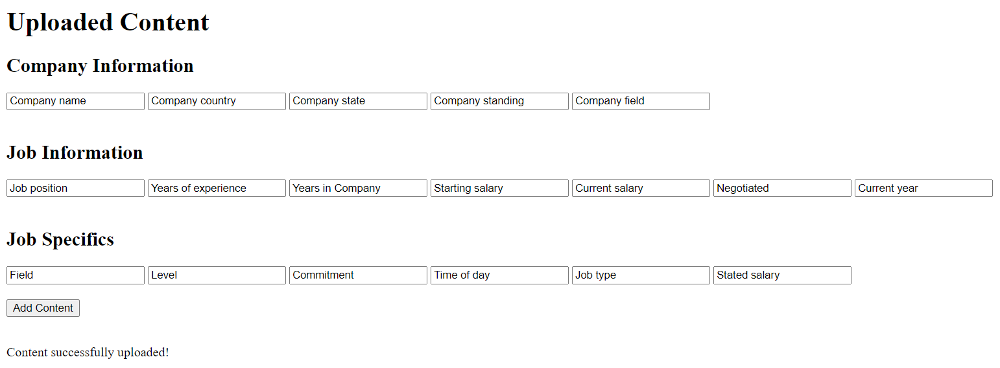 Uploaded Content
Company Information
Company name Company country Company state Company standing Company field
Job Information
Job position Years of experience Years in Company Starting salary Current salary Negotiated Current year
Job Specifics
Field Level Commitment Time of day Job type Stated salary
Add Content
Content successfully uploaded!